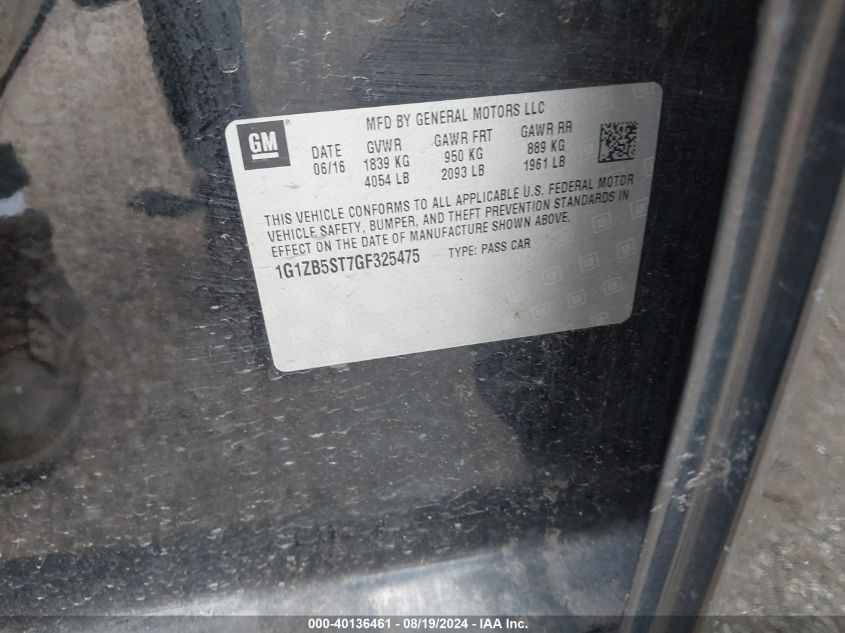 GM
MFD BY GENERAL MOTORS LLC
DATE GVWR GAWR FRT GAWR RR
06/16 1839 KG 950 KG 889 KG
4054 LB 2093 LB 1961 LB
THIS VEHICLE CONFORMS TO ALL APPLICABLE U.S. FEDERAL MOTOR
VEHICLE SAFETY, BUMPER, AND THEFT PREVENTION STANDARDS IN
EFFECT ON THE DATE OF MANUFACTURE SHOWN ABOVE.
1G1ZB5ST7GF325475 TYPE: PASS CAR
000-40136461 - 08/19/2024 - IAA Inc.